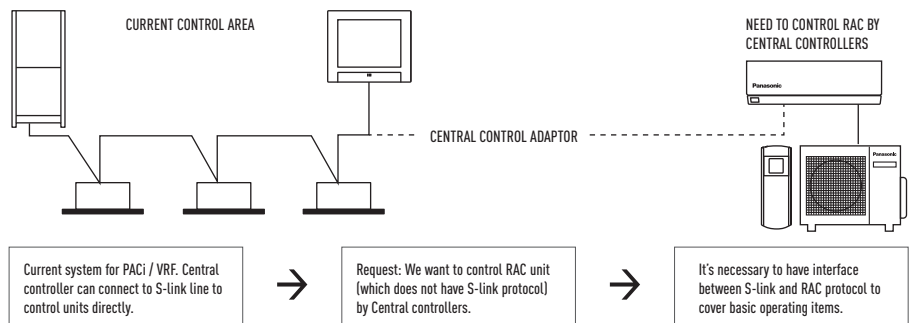 CURRENT CONTROL AREA
NEED TO CONTROL RAC BY
CENTRAL CONTROLLERS
Panasonic
CENTRAL CONTROL ADAPTOR
Panasonic
Current system for PACi / VRF. Central
controller can connect to S-link line to
control units directly.
Request: We want to control RAC unit
(which does not have S-link protocol)
by Central controllers.
It's necessary to have interface
between S-link and RAC protocol to
cover basic operating items.